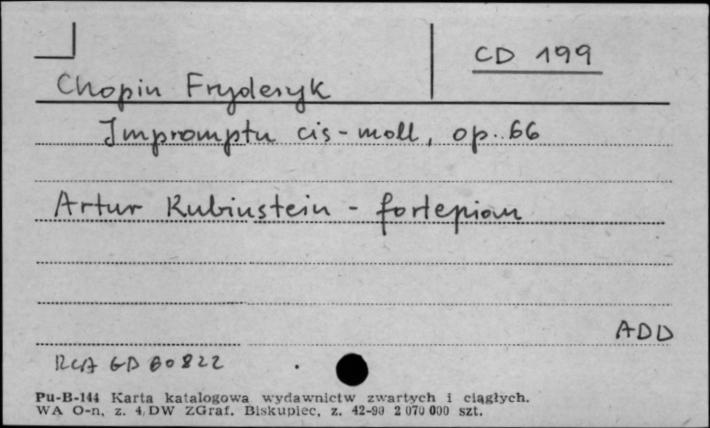 CD 199
Chopin Fryderyk
Impromptu cis-moll, op. 66
Artur Rubinstein - fortepian
ADD
RCA GD 60822
Pu-B-144 Karta katalogowa wydawnictw zwartych i ciągłych.
WA O-n, z. 4, DW ZGraf. Biskupiec, z. 42-90 2 070 000 szt.